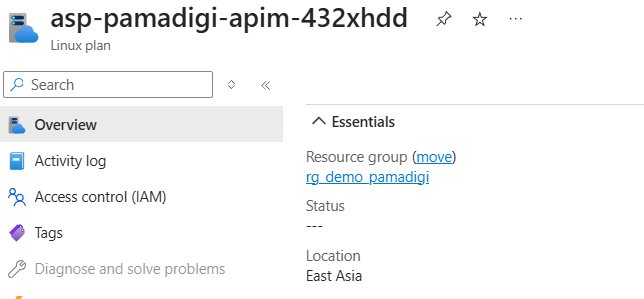 asp-pamadigi-apim-432xhdd
Linux plan
Search
Overview
Activity log
Access control (IAM)
Tags
Diagnose and solve problems
Essentials
Resource group (move)
rg_demo_pamadigi
Status
---
Location
East Asia